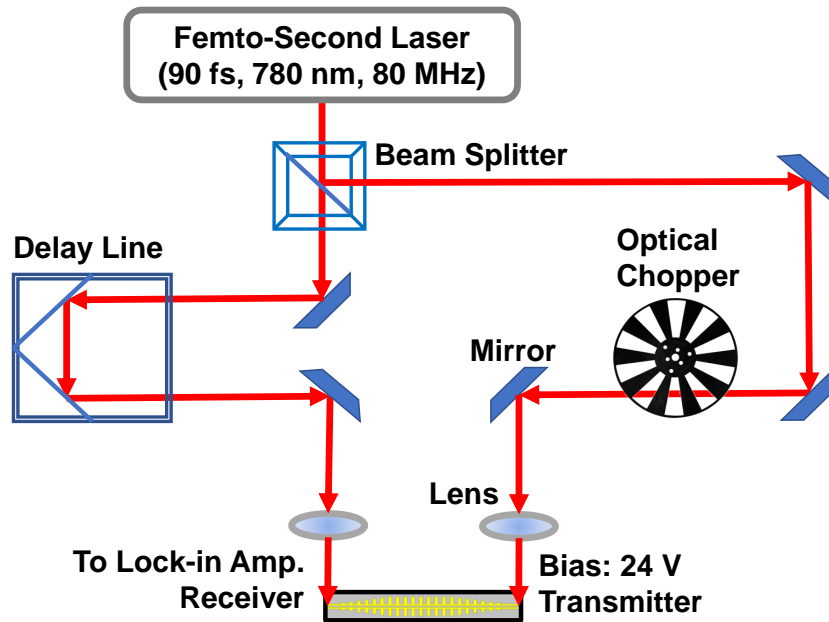 Femto-Second Laser
(90 fs, 780 nm, 80 MHz)
Beam Splitter
Delay Line
Optical
Chopper
Mirror
Lens
To Lock-in Amp.
Receiver
Bias: 24 V
Transmitter